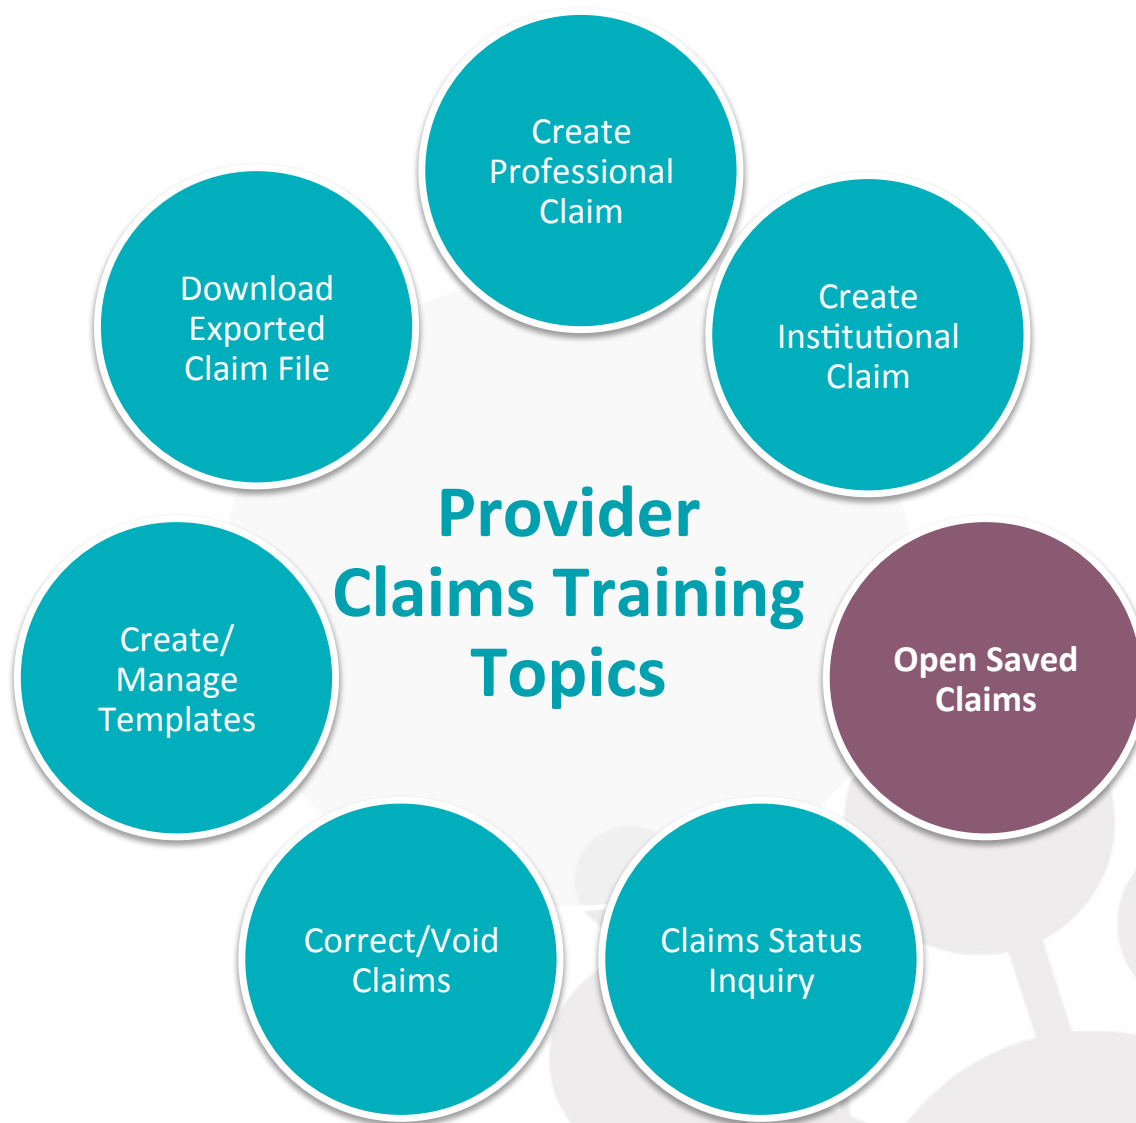 Create
Professional
Claim
Create
Institutional
Claim
Open Saved
Claims
Claims Status
Inquiry
Correct/Void
Claims
Create/
Manage
Templates
Download
Exported
Claim File
Provider
Claims Training
Topics